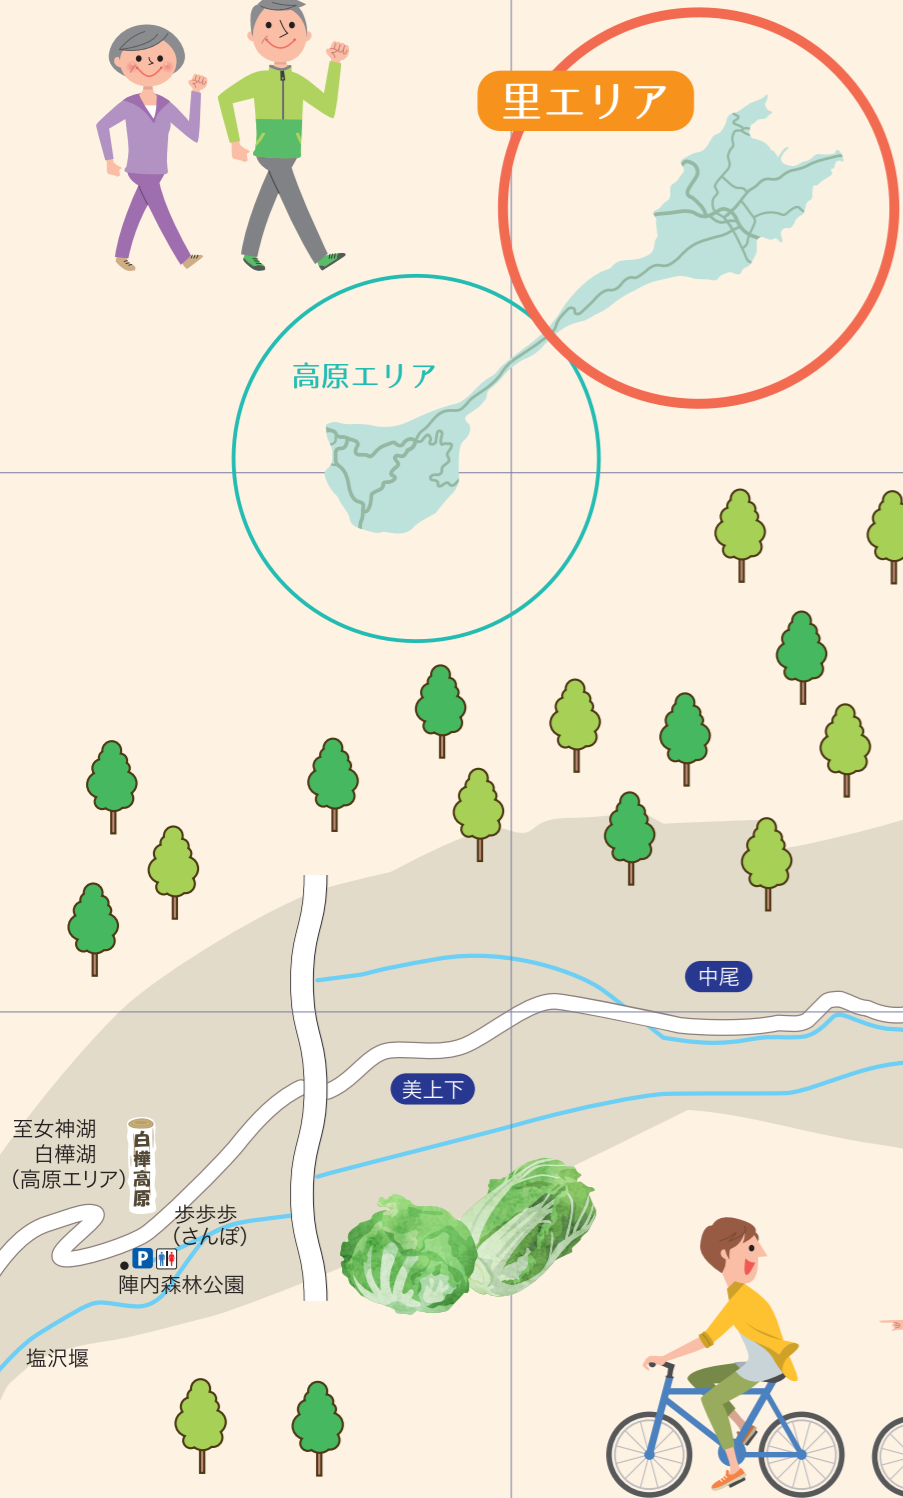 里エリア
高原エリア
中尾
美上下
至女神湖
白樺湖
(高原エリア)
白樺高原
歩歩歩
(さんぽ)
P
陣内森林公園
塩沢堰